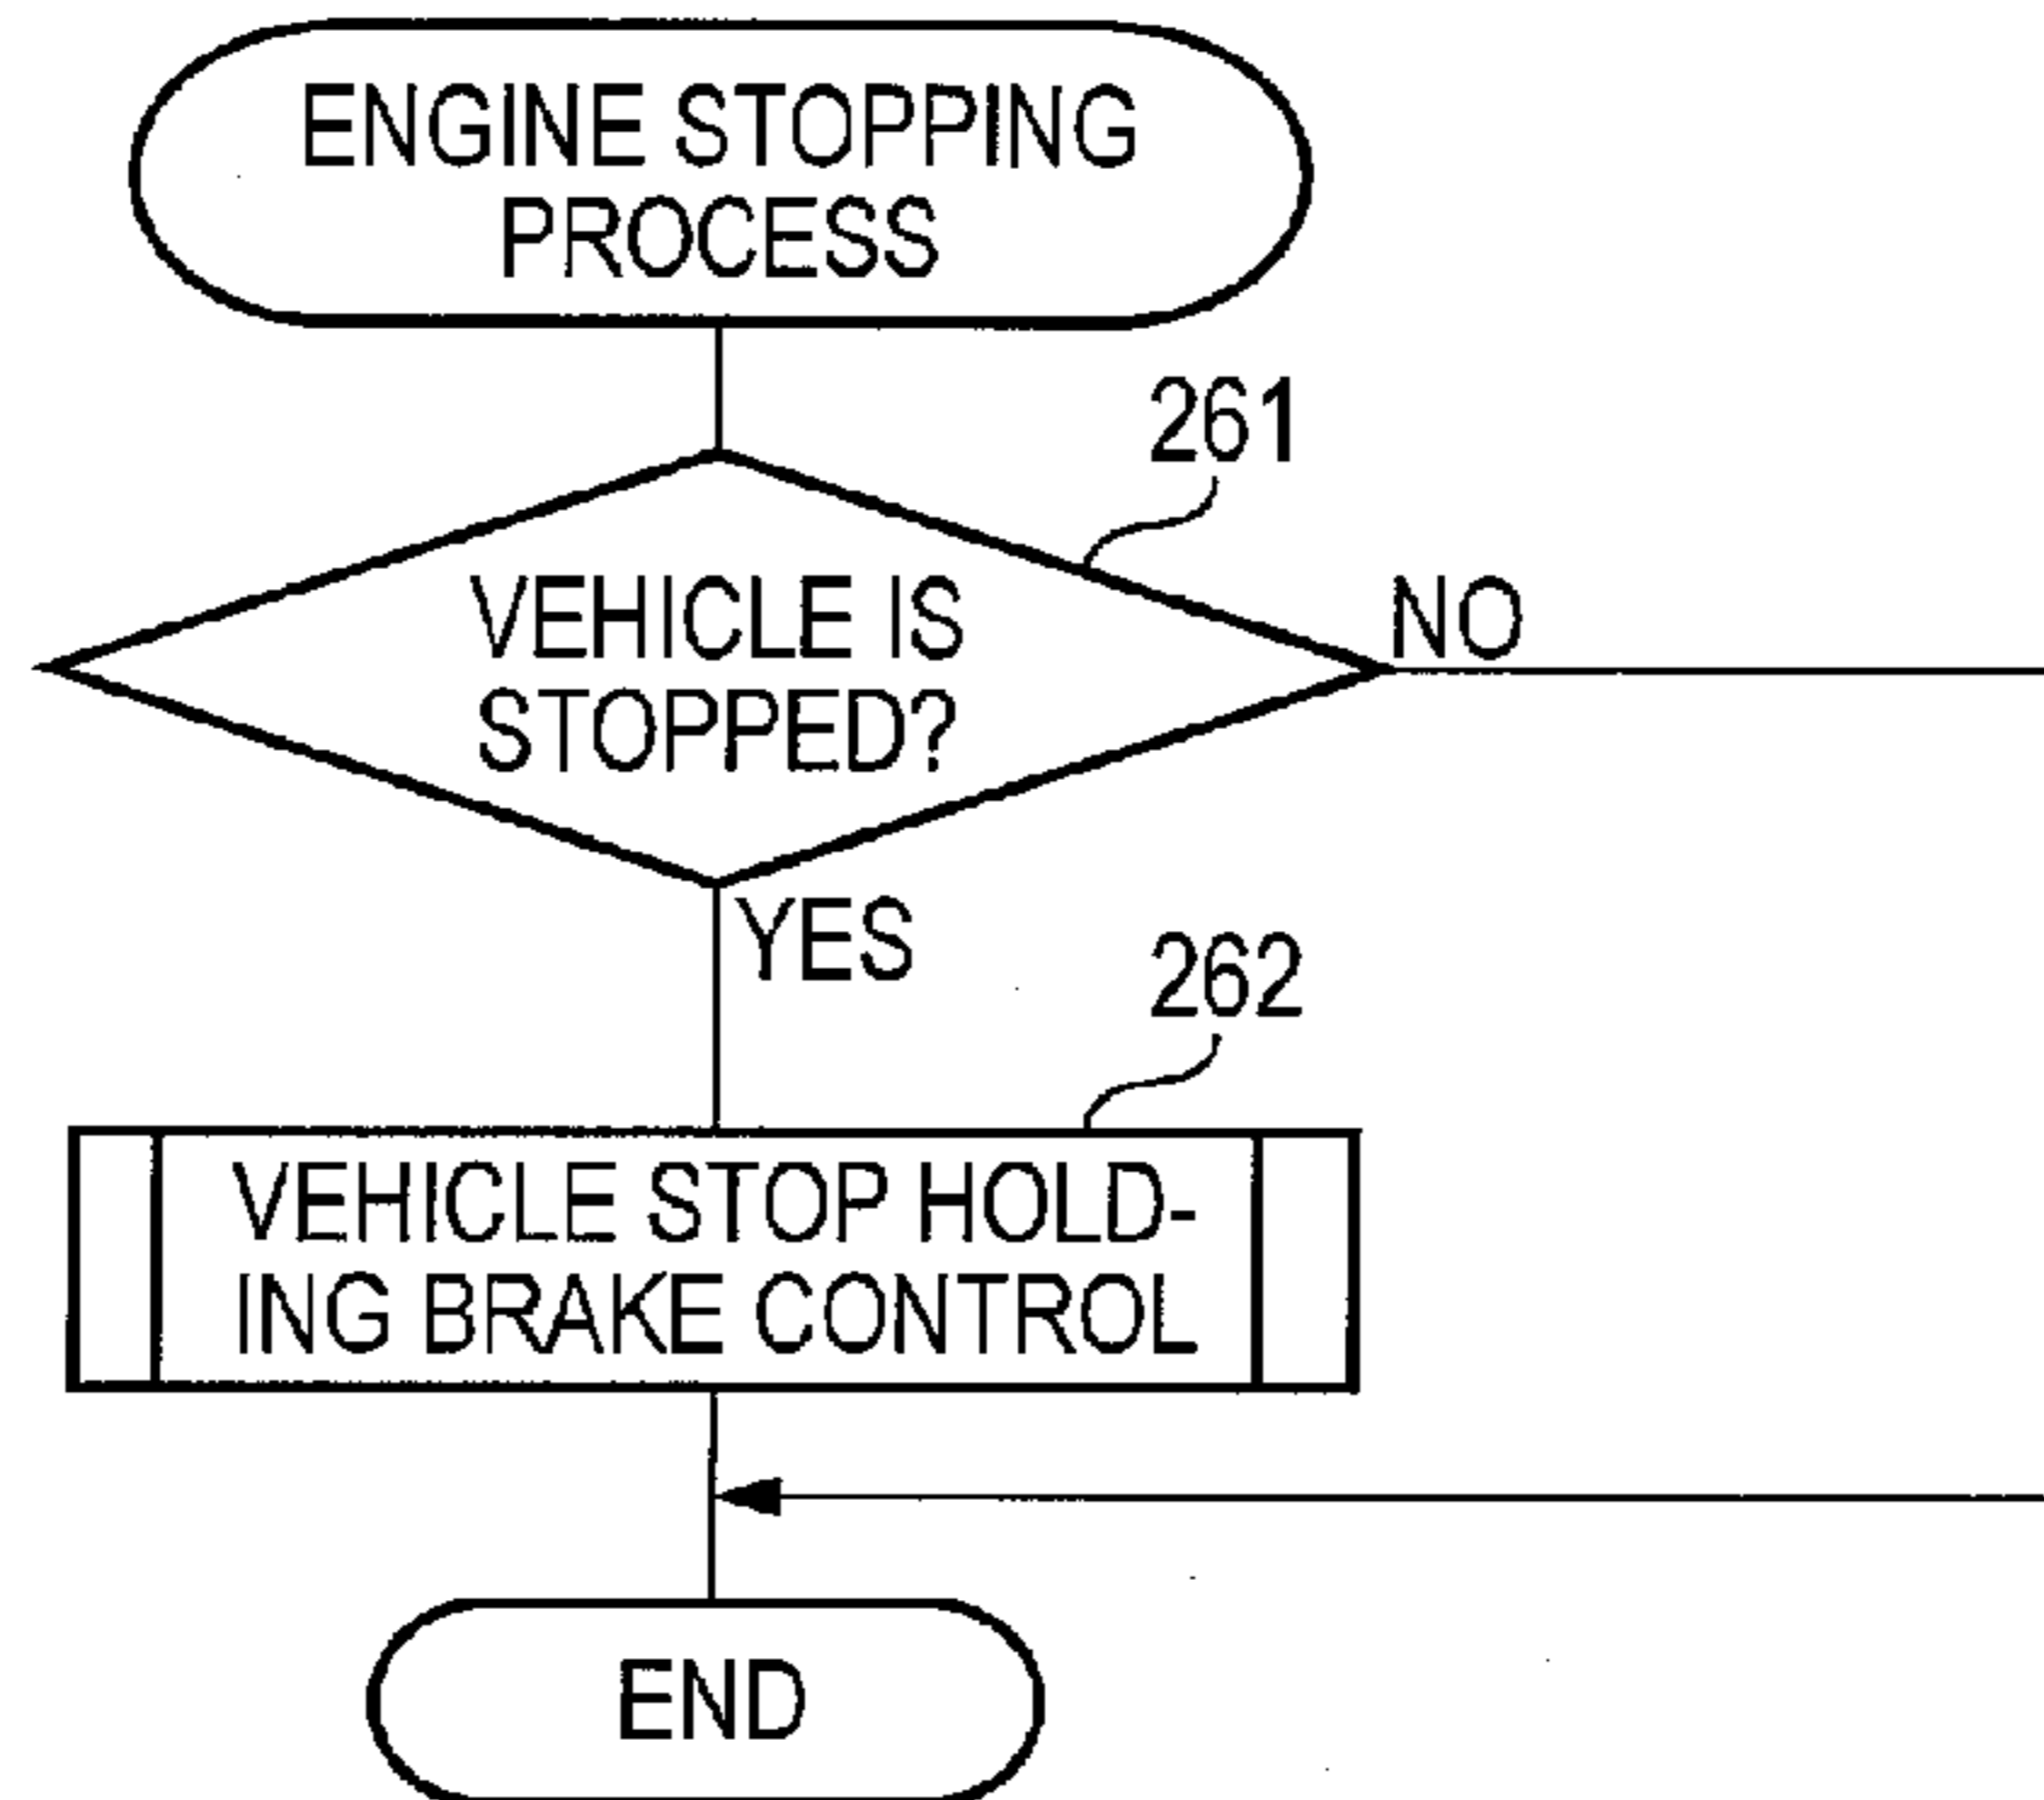 ENGINE STOPPING
PROCESS
261
VEHICLE IS
STOPPED?
NO
YES
262
VEHICLE STOP HOLD-
ING BRAKE CONTROL
END